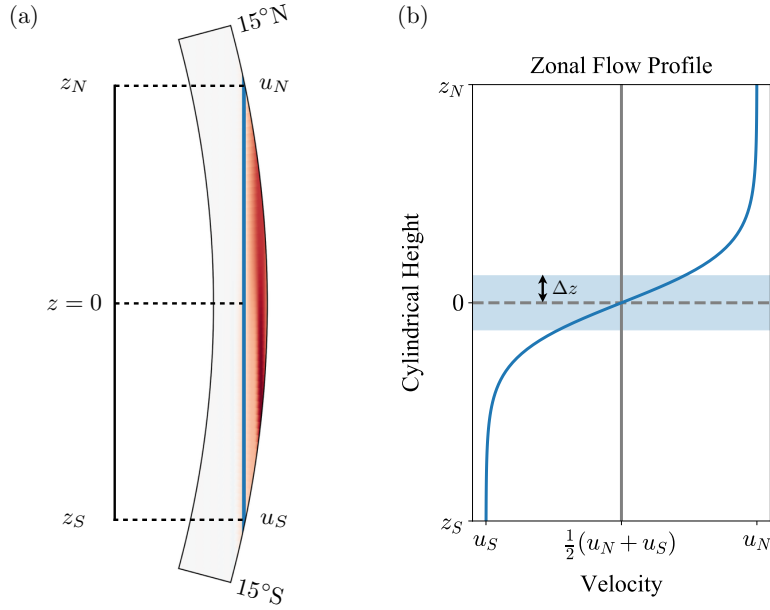 (a)
15°N
z_N
u_N
z = 0
z_S
u_S
15°S
(b)
Zonal Flow Profile
z_N
Δz
0
z_S
Cylindrical Height
u_S
½(u_N + u_S)
u_N
Velocity